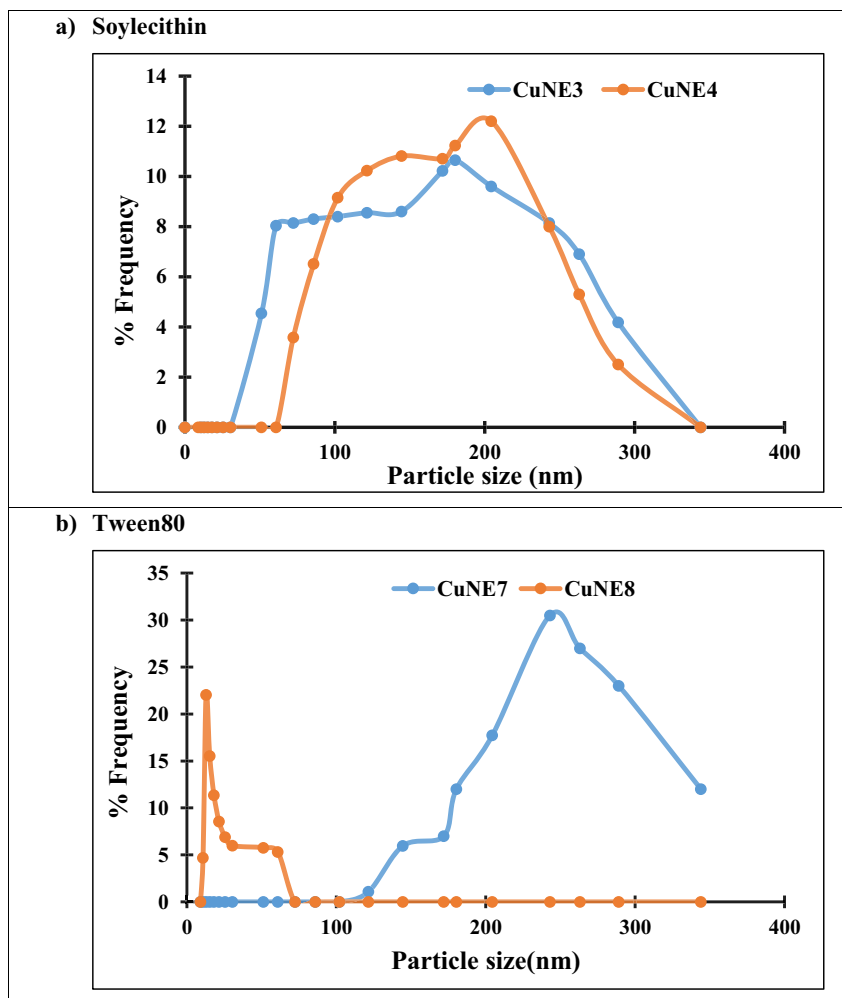 a) Soylecithin
CuNE3 CuNE4
14
12
10
8
6
4
2
0
% Frequency
0 100 200 300 400
Particle size (nm)
b) Tween80
CuNE7 CuNE8
35
30
25
20
15
10
5
0
% Frequency
0 100 200 300 400
Particle size(nm)